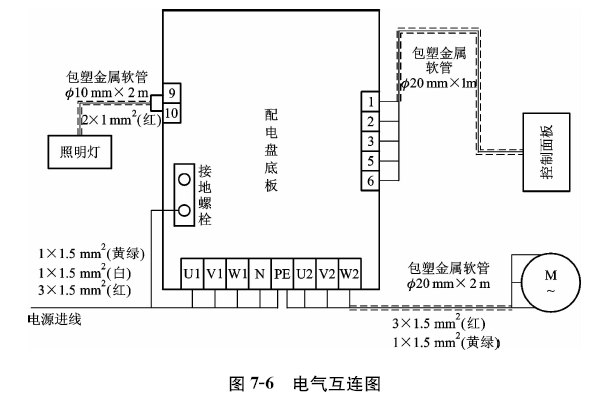 包塑金属软管
ϕ10 mm×2 m
2×1 mm²(红)
照明灯
9
10
配电盘底板
接地螺栓
1
2
3
5
6
包塑金属
软管
ϕ20 mm×1m
控制面板
1×1.5 mm²(黄绿)
1×1.5 mm²(白)
3×1.5 mm²(红)
电源进线
U1 V1 W1 N PE U2 V2 W2
包塑金属软管
ϕ20 mm×2 m
3×1.5 mm²(红)
1×1.5 mm²(黄绿)
M
~
图 7-6 电气互连图